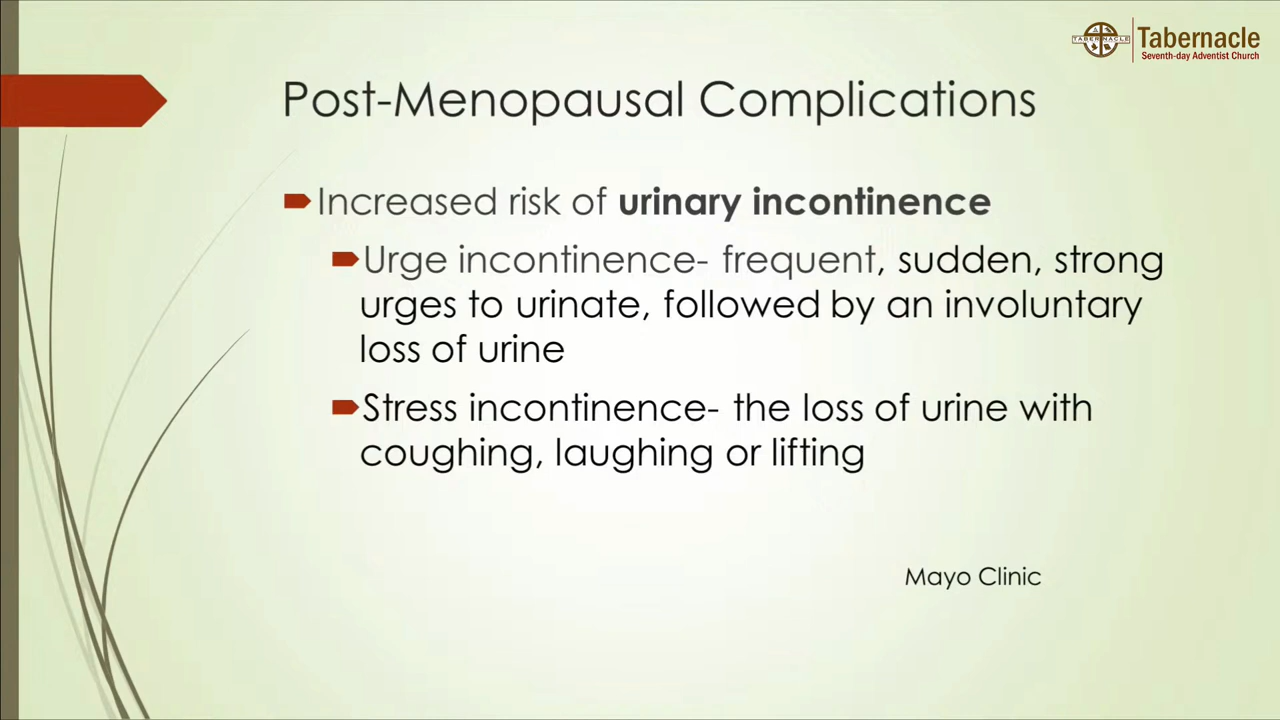 TABERNACLE
Tabernacle
Seventh-day Adventist Church
Post-Menopausal Complications
Increased risk of urinary incontinence
Urge incontinence- frequent, sudden, strong
urges to urinate, followed by an involuntary
loss of urine
Stress incontinence- the loss of urine with
coughing, laughing or lifting
Mayo Clinic